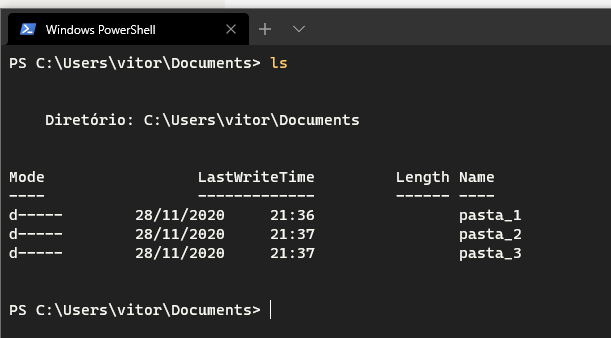 Windows PowerShell
PS C:\Users\vitor\Documents> ls
Diretório: C:\Users\vitor\Documents
Mode LastWriteTime Length Name
---- ------------- ------ ----
d----- 28/11/2020 21:36 pasta_1
d----- 28/11/2020 21:37 pasta_2
d----- 28/11/2020 21:37 pasta_3
PS C:\Users\vitor\Documents>